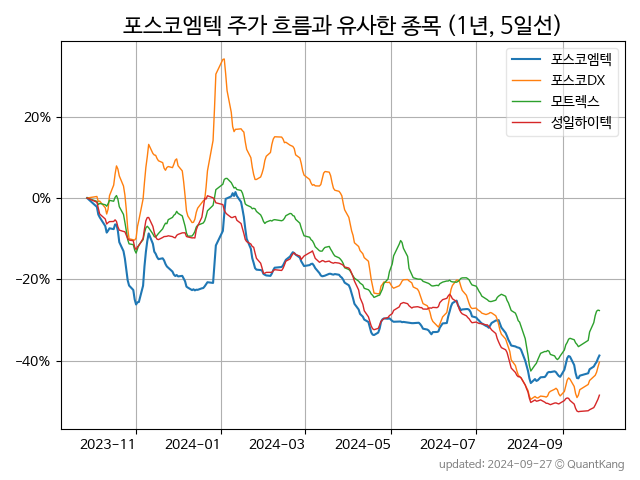 포스코엠텍 주가 흐름과 유사한 종목 (1년, 5일선)
포스코엠텍
포스코DX
모트렉스
성일하이텍
20%
0%
−20%
−40%
2023−11
2024−01
2024−03
2024−05
2024−07
2024−09
updated: 2024−09−27 © QuantKang